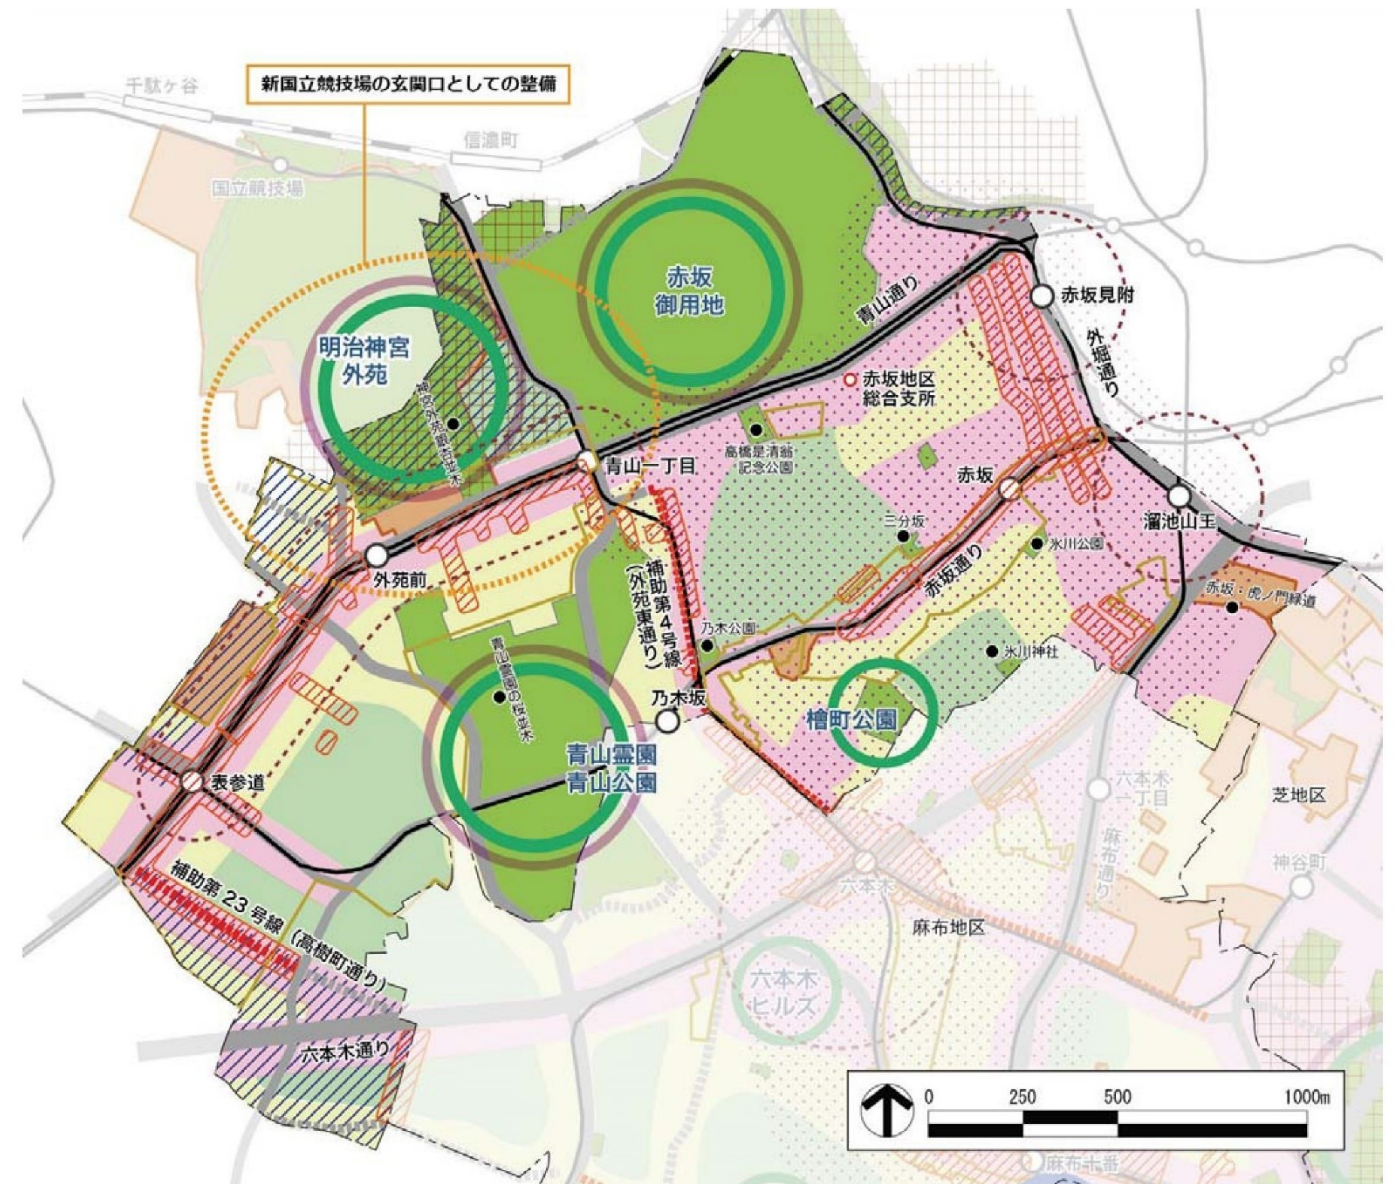 新国立競技場の玄関口としての整備
千駄ヶ谷
信濃町
国立競技場
赤坂
御用地
明治神宮
外苑
神宮外苑銀杏並木
青山通り
赤坂見附
外堀通り
赤坂地区
総合支所
高橋是清翁
記念公園
青山一丁目
赤坂
溜池山王
三分坂
氷川公園
外苑前
赤坂通り
赤坂・虎ノ門緑道
補助第4号線
(外苑東通り)
乃木公園
氷川神社
青山霊園の桜並木
乃木坂
檜町公園
青山霊園
青山公園
表参道
六本木
一丁目
芝地区
麻布通り
神谷町
六本木
補助第23号線(高樹町通り)
麻布地区
六本木
ヒルズ
六本木通り
0 250 500 1000m
麻布十番